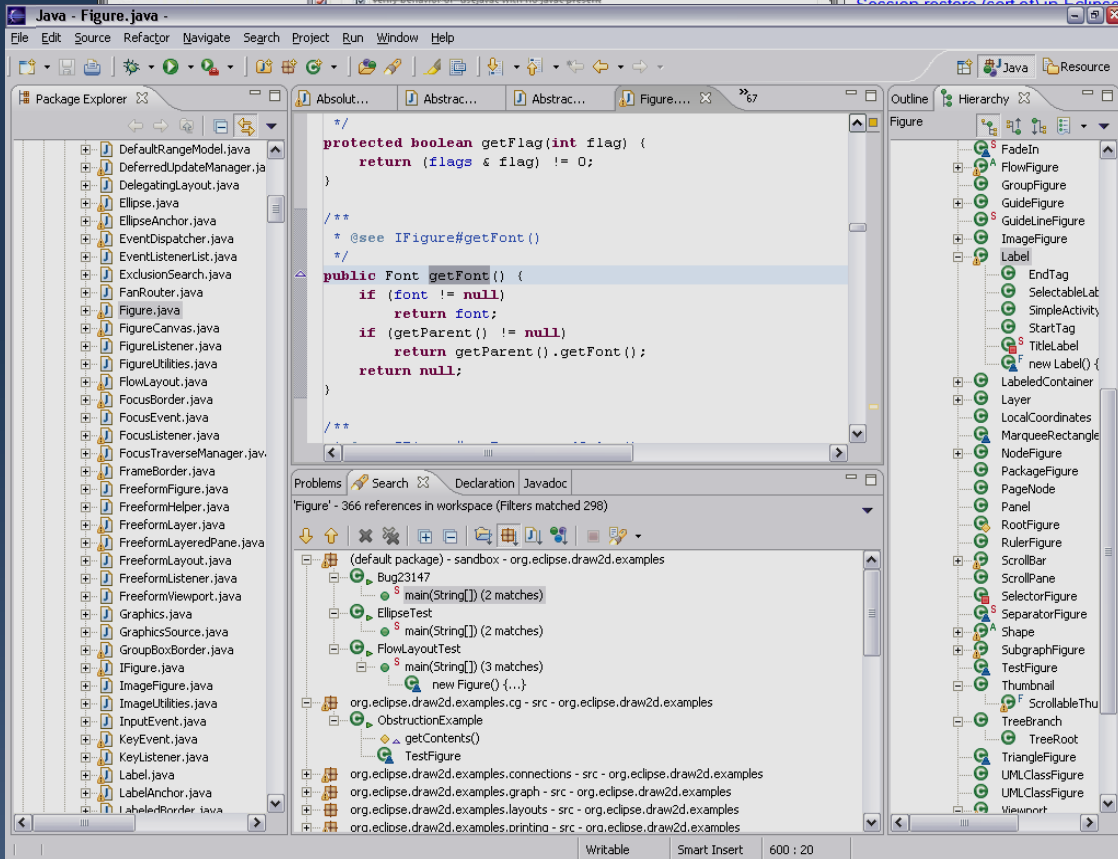 Session restore (sort of) in Eclipse
Java - Figure.java -
File Edit Source Refactor Navigate Search Project Run Window Help
Java Resource
Package Explorer
DefaultRangeModel.java
DeferredUpdateManager.ja
DelegatingLayout.java
Ellipse.java
EllipseAnchor.java
EventDispatcher.java
EventListenerList.java
ExclusionSearch.java
FanRouter.java
Figure.java
FigureCanvas.java
FigureListener.java
FigureUtilities.java
FlowLayout.java
FocusBorder.java
FocusEvent.java
FocusListener.java
FocusTraverseManager.java
FrameBorder.java
FreeformFigure.java
FreeformHelper.java
FreeformLayer.java
FreeformLayeredPane.java
FreeformLayout.java
FreeformListener.java
FreeformViewport.java
Graphics.java
GraphicsSource.java
GroupBoxBorder.java
IFigure.java
ImageFigure.java
ImageUtilities.java
InputEvent.java
KeyEvent.java
KeyListener.java
Label.java
LabelAnchor.java
LabeledBorder.java
Absolut... Abstrac... Abstrac... Figure.... »67
*/
protected boolean getFlag(int flag) {
return (flags & flag) != 0;
}
/**
* @see IFigure#getFont()
*/
public Font getFont() {
if (font != null)
return font;
if (getParent() != null)
return getParent().getFont();
return null;
}
/**
Problems Search Declaration Javadoc
'Figure' - 366 references in workspace (Filters matched 298)
(default package) - sandbox - org.eclipse.draw2d.examples
Bug23147
S main(String[]) (2 matches)
EllipseTest
S main(String[]) (2 matches)
FlowLayoutTest
S main(String[]) (3 matches)
new Figure() {...}
org.eclipse.draw2d.examples.cg - src - org.eclipse.draw2d.examples
ObstructionExample
getContents()
TestFigure
org.eclipse.draw2d.examples.connections - src - org.eclipse.draw2d.examples
org.eclipse.draw2d.examples.graph - src - org.eclipse.draw2d.examples
org.eclipse.draw2d.examples.layouts - src - org.eclipse.draw2d.examples
org.eclipse.draw2d.examples.printing - src - org.eclipse.draw2d.examples
Outline Hierarchy
Figure
S FadeIn
A FlowFigure
GroupFigure
GuideFigure
S GuideLineFigure
ImageFigure
Label
EndTag
SelectableLab
SimpleActivity
StartTag
S TitleLabel
F new Label() {
LabeledContainer
Layer
LocalCoordinates
MarqueeRectangle
NodeFigure
PackageFigure
PageNode
Panel
RootFigure
RulerFigure
ScrollBar
ScrollPane
SelectorFigure
S SeparatorFigure
A Shape
SubgraphFigure
TestFigure
Thumbnail
F ScrollableThu
TreeBranch
TreeRoot
TriangleFigure
UMLClassFigure
UMLClassFigure
Viewport
Writable Smart Insert 600 : 20